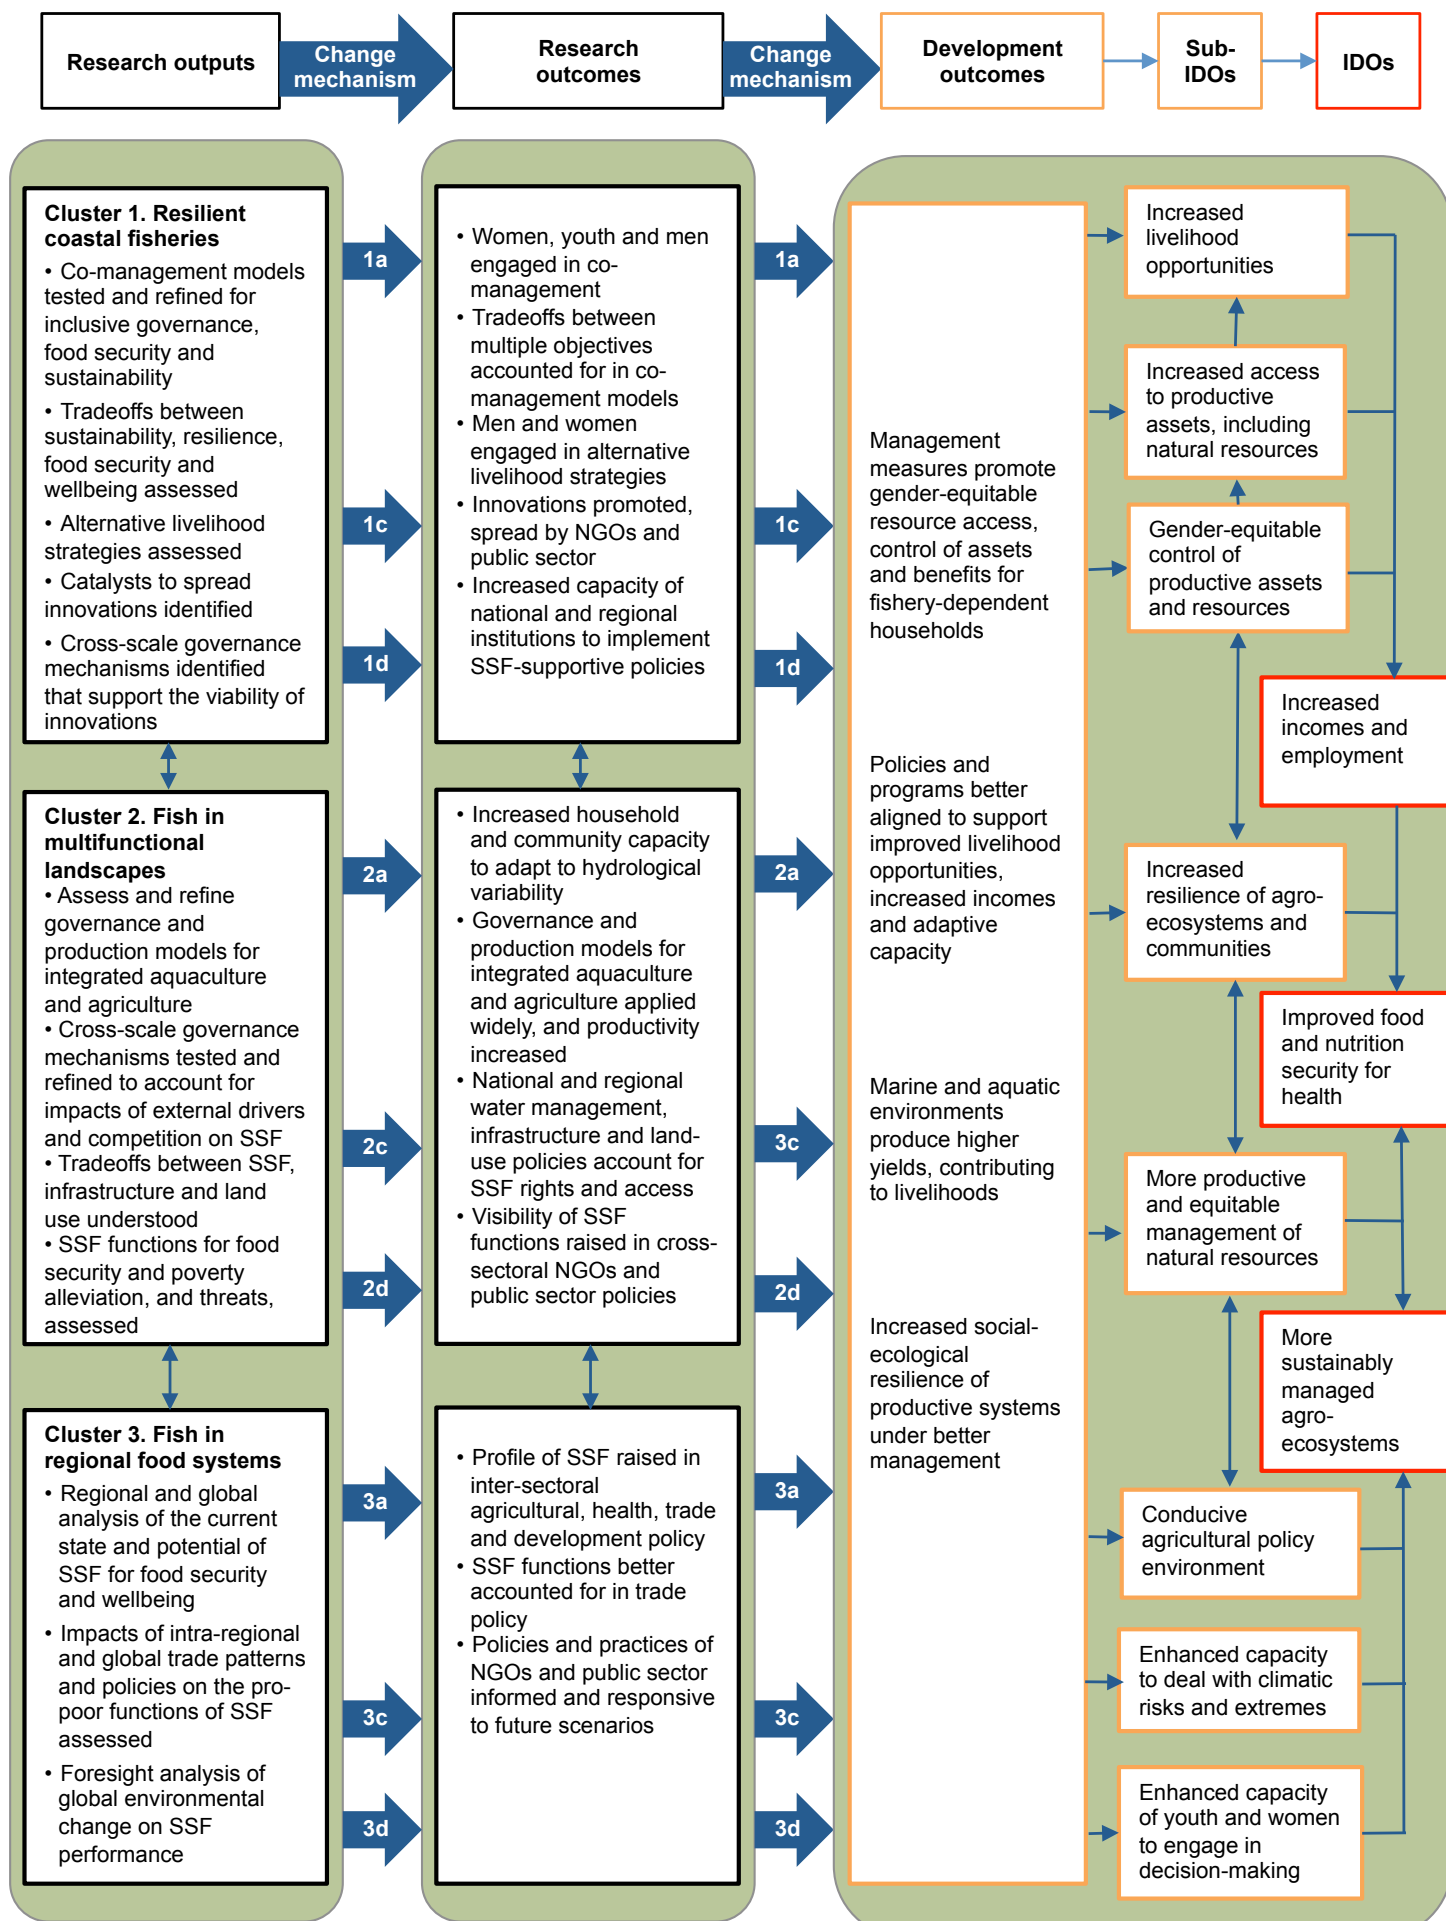 Research outputs
Change
mechanism
Research
outcomes
Change
mechanism
Development
outcomes
Sub-
IDOs
IDOs
Cluster 1. Resilient
coastal fisheries
• Co-management models
tested and refined for
inclusive governance,
food security and
sustainability
• Tradeoffs between
sustainability, resilience,
food security and
wellbeing assessed
• Alternative livelihood
strategies assessed
• Catalysts to spread
innovations identified
• Cross-scale governance
mechanisms identified
that support the viability of
innovations
1a
1c
1d
• Women, youth and men
engaged in co-
management
• Tradeoffs between
multiple objectives
accounted for in co-
management models
• Men and women
engaged in alternative
livelihood strategies
• Innovations promoted,
spread by NGOs and
public sector
• Increased capacity of
national and regional
institutions to implement
SSF-supportive policies
1a
1c
1d
Cluster 2. Fish in
multifunctional
landscapes
• Assess and refine
governance and
production models for
integrated aquaculture
and agriculture
• Cross-scale governance
mechanisms tested and
refined to account for
impacts of external drivers
and competition on SSF
• Tradeoffs between SSF,
infrastructure and land
use understood
• SSF functions for food
security and poverty
alleviation, and threats,
assessed
2a
2c
2d
• Increased household
and community capacity
to adapt to hydrological
variability
• Governance and
production models for
integrated aquaculture
and agriculture applied
widely, and productivity
increased
• National and regional
water management,
infrastructure and land-
use policies account for
SSF rights and access
• Visibility of SSF
functions raised in cross-
sectoral NGOs and
public sector policies
2a
3c
2d
Cluster 3. Fish in
regional food systems
• Regional and global
analysis of the current
state and potential of
SSF for food security
and wellbeing
• Impacts of intra-regional
and global trade patterns
and policies on the pro-
poor functions of SSF
assessed
• Foresight analysis of
global environmental
change on SSF
performance
3a
3c
3d
• Profile of SSF raised in
inter-sectoral
agricultural, health, trade
and development policy
• SSF functions better
accounted for in trade
policy
• Policies and practices of
NGOs and public sector
informed and responsive
to future scenarios
3a
3c
3d
Management
measures promote
gender-equitable
resource access,
control of assets
and benefits for
fishery-dependent
households
Policies and
programs better
aligned to support
improved livelihood
opportunities,
increased incomes
and adaptive
capacity
Marine and aquatic
environments
produce higher
yields, contributing
to livelihoods
Increased social-
ecological
resilience of
productive systems
under better
management
Increased
livelihood
opportunities
Increased access
to productive
assets, including
natural resources
Gender-equitable
control of
productive assets
and resources
Increased
resilience of agro-
ecosystems and
communities
More productive
and equitable
management of
natural resources
Conducive
agricultural policy
environment
Enhanced capacity
to deal with climatic
risks and extremes
Enhanced capacity
of youth and women
to engage in
decision-making
Increased
incomes and
employment
Improved food
and nutrition
security for
health
More
sustainably
managed
agro-
ecosystems